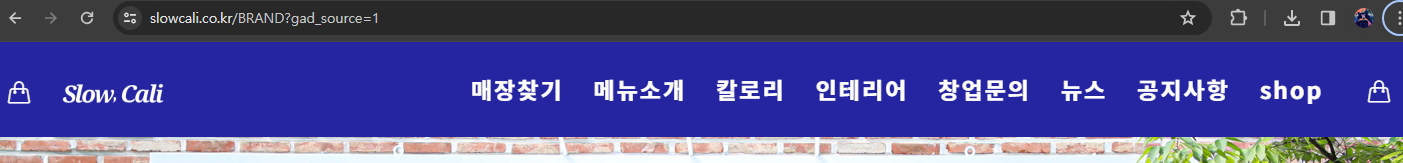 slowcali.co.kr/BRAND?gad_source=1
Slow, Cali 매장찾기 메뉴소개 칼로리 인테리어 창업문의 뉴스 공지사항 shop